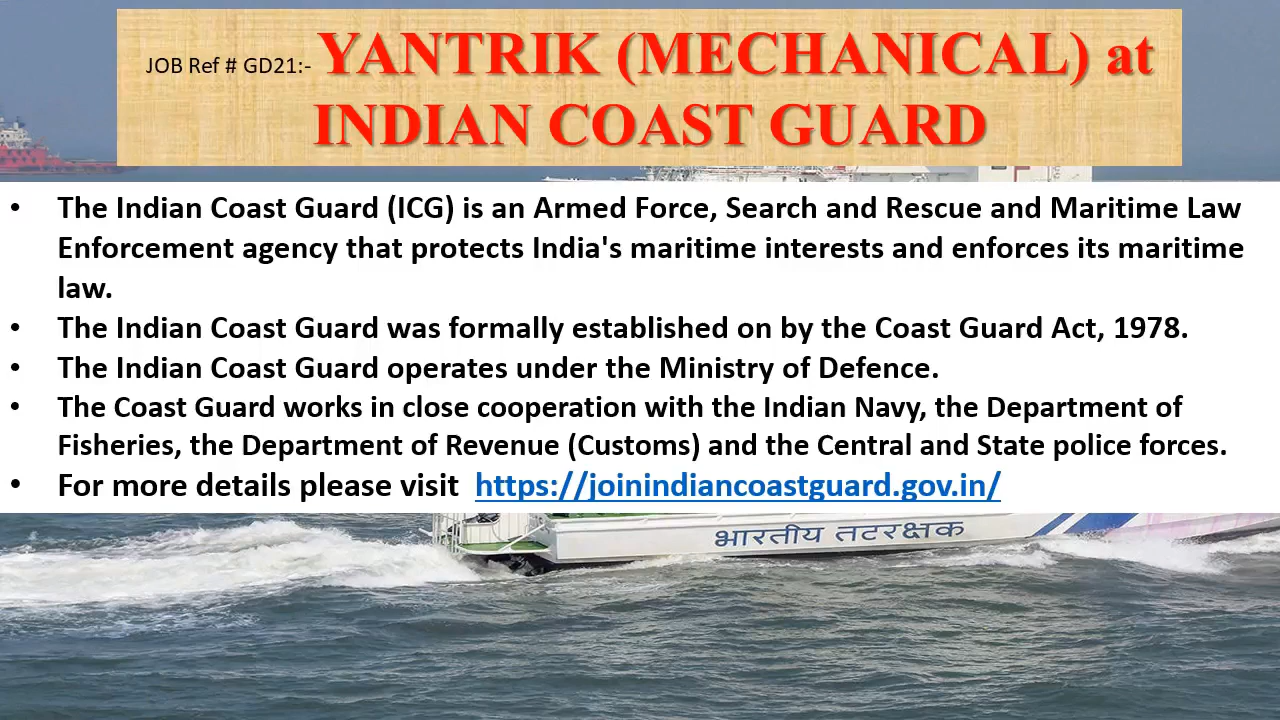 JOB Ref # GD21:- YANTRIK (MECHANICAL) at
INDIAN COAST GUARD
• The Indian Coast Guard (ICG) is an Armed Force, Search and Rescue and Maritime Law
Enforcement agency that protects India's maritime interests and enforces its maritime
law.
• The Indian Coast Guard was formally established on by the Coast Guard Act, 1978.
• The Indian Coast Guard operates under the Ministry of Defence.
• The Coast Guard works in close cooperation with the Indian Navy, the Department of
Fisheries, the Department of Revenue (Customs) and the Central and State police forces.
• For more details please visit https://joinindiancoastguard.gov.in/
भारतीय तटरक्षक